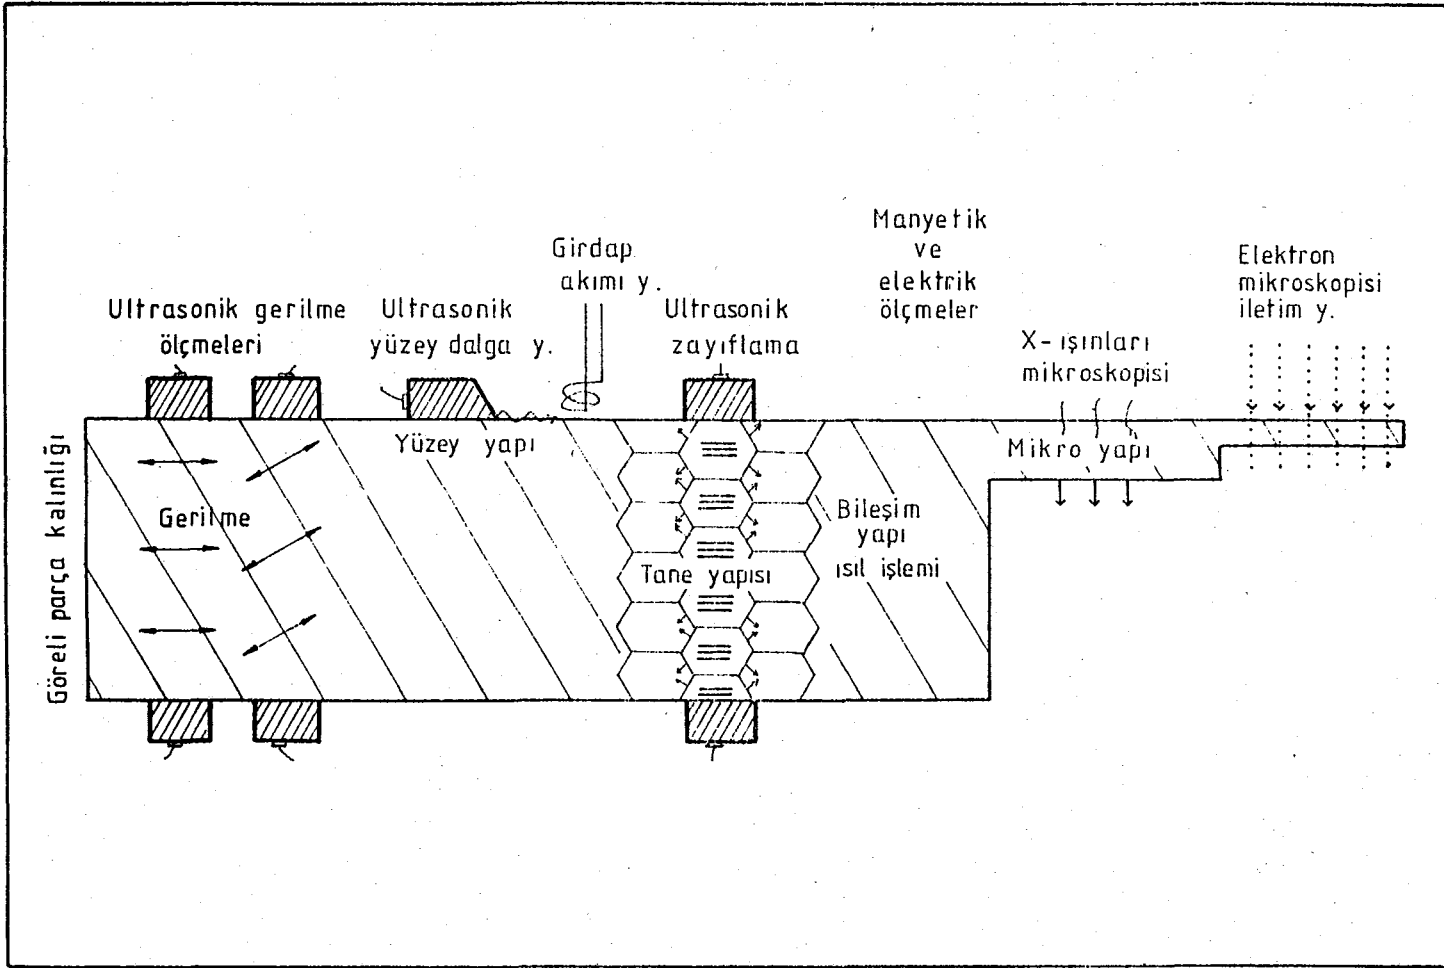 Ultrasonik gerilme
ölçmeleri
Ultrasonik
yüzey dalga y.
Girdap
akımı y.
Ultrasonik
zayıflama
Manyetik
ve
elektrik
ölçmeler
X-ışınları
mikroskopisi
Elektron
mikroskopisi
iletim y.
Göreli parça kalınlığı
Gerilme
Yüzey yapı
Tane yapısı
Bileşim
yapı
ısıl işlemi
Mikro yapı